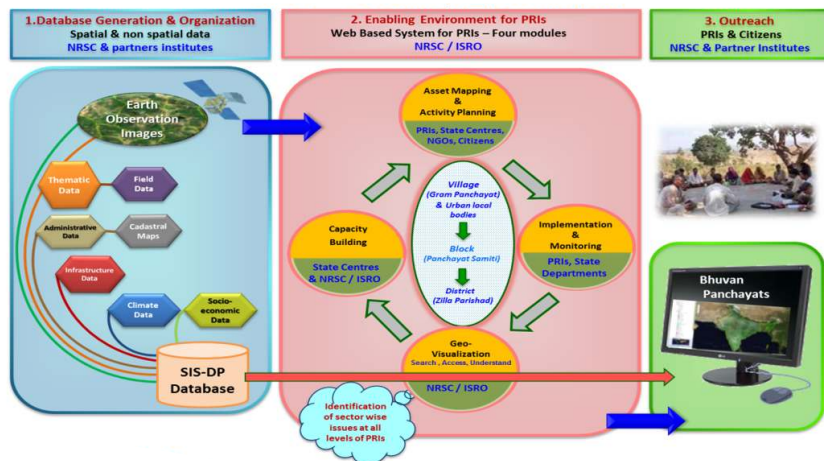 1.Database Generation & Organization
Spatial & non spatial data
NRSC & partners institutes
2. Enabling Environment for PRIs
Web Based System for PRIs – Four modules
NRSC / ISRO
3. Outreach
PRIs & Citizens
NRSC & Partner Institutes
Earth
Observation
Images
Thematic
Data
Field
Data
Administrative
Data
Cadastral
Maps
Infrastructure
Data
Climate
Data
Socio-
economic
Data
SIS-DP
Database
Asset Mapping
&
Activity Planning
PRIs, State Centres,
NGOs, Citizens
Village
(Gram Panchayat)
& Urban local
bodies
Block
(Panchayat Samiti)
District
(Zilla Parishad)
Capacity
Building
State Centres
& NRSC / ISRO
Implementation
&
Monitoring
PRIs, State
Departments
Geo-
Visualization
Search , Access, Understand
NRSC / ISRO
Identification
of sector wise
issues at all
levels of PRIs
Bhuvan
Panchayats